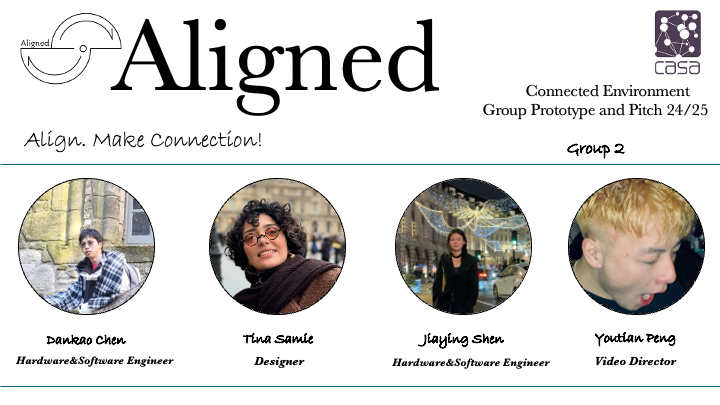 Aligned
Aligned
casa
Connected Environment
Group Prototype and Pitch 24/25
Align. Make Connection!
Group 2
Dankao Chen
Tina Samie
Jiaying Shen
Youtian Peng
Hardware&Software Engineer
Designer
Hardware&Software Engineer
Video Director